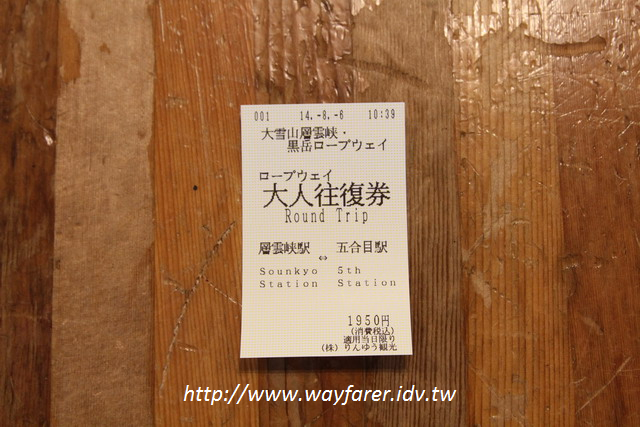 001 14.-8.-6 10:39
大雪山層雲峡・
黒岳ロープウェイ
ロープウェイ
大人往復券
Round Trip
層雲峡駅 ⇔ 五合目駅
Sounkyo 5th
Station Station
1950円
(消費税込)
適用当日限り
(株)りんゆう観光
http://www.wayfarer.idv.tw